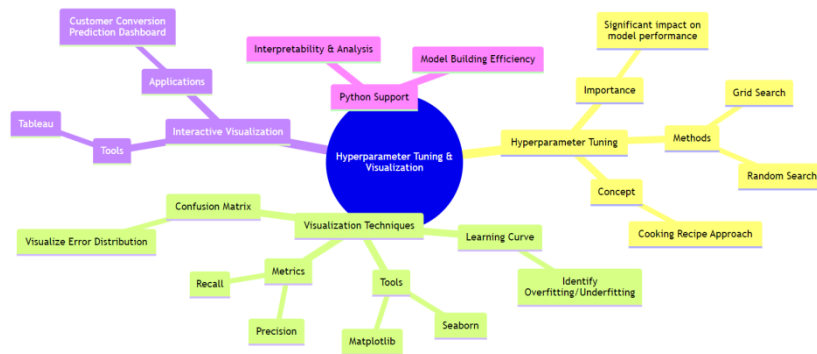 Customer Conversion
Prediction Dashboard
Applications
Tableau
Tools
Interactive Visualization
Interpretability & Analysis
Model Building Efficiency
Python Support
Hyperparameter Tuning &
Visualization
Significant impact on
model performance
Importance
Grid Search
Hyperparameter Tuning
Methods
Random Search
Concept
Cooking Recipe Approach
Confusion Matrix
Visualize Error Distribution
Visualization Techniques
Learning Curve
Identify
Overfitting/Underfitting
Metrics
Recall
Precision
Tools
Matplotlib
Seaborn